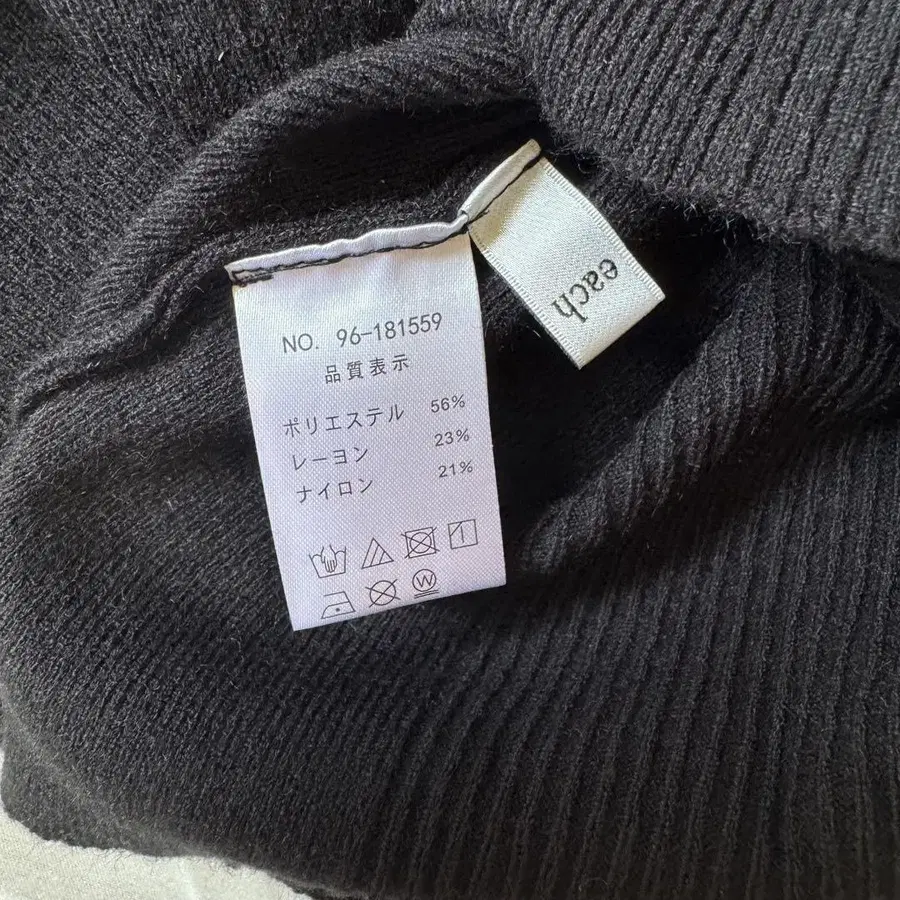 NO. 96-181559
品質表示
ポリエステル 56%
レーヨン 23%
ナイロン 21%
W
each